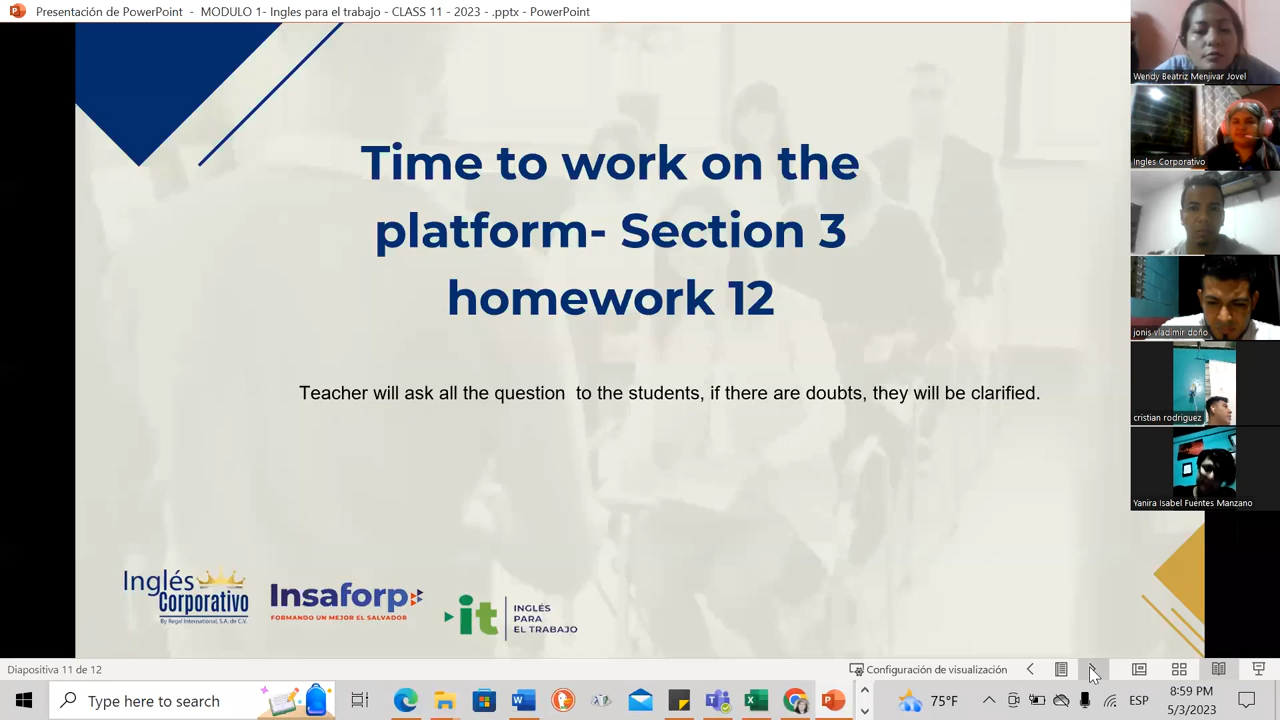 Presentación de PowerPoint - MODULO 1- Ingles para el trabajo - CLASS 11 - 2023 - .pptx - PowerPoint
Wendy Beatriz Menjivar Jovel
Ingles Corporativo
jonis vladimir doño
cristian rodriguez
Yanira Isabel Fuentes Manzano
Time to work on the
platform- Section 3
homework 12
Teacher will ask all the question  to the students, if there are doubts, they will be clarified.
Inglés
Corporativo
By Regal International, S.A. de C.V.
Insaforp
FORMANDO UN MEJOR EL SALVADOR
it
INGLÉS
PARA
EL TRABAJO
Diapositiva 11 de 12
Configuración de visualización
Type here to search
75°F
ESP
8:59 PM
5/3/2023